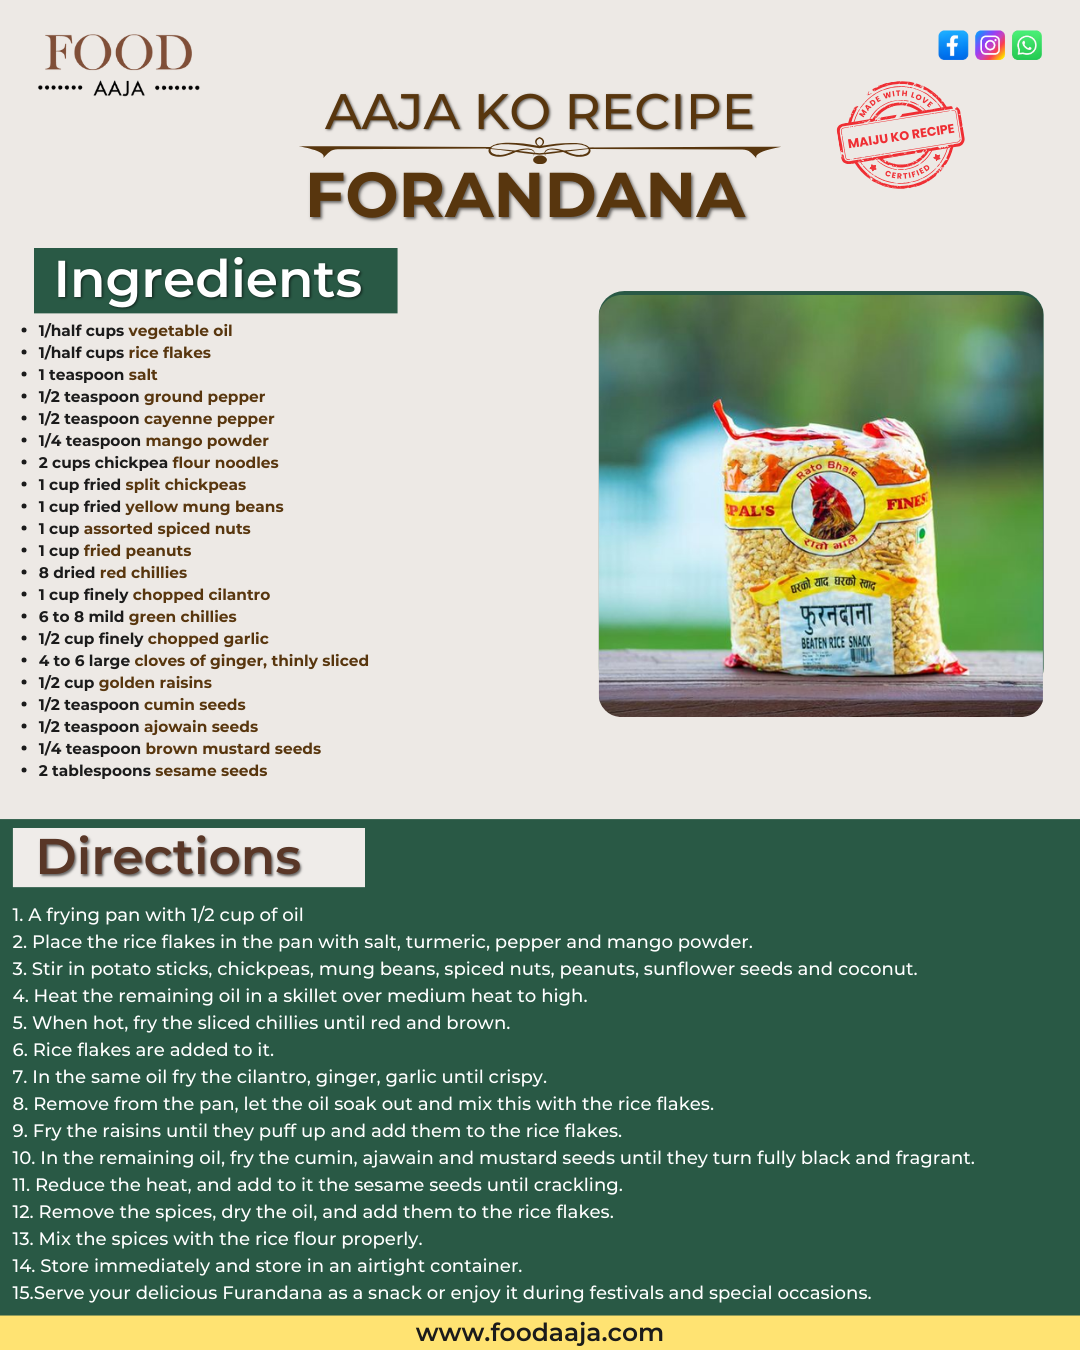 FOOD
AAJA
AAJA KO RECIPE
FORANDANA
MADE WITH LOVE
MAIJU KO RECIPE
CERTIFIED
Ingredients
• 1/half cups vegetable oil
• 1/half cups rice flakes
• 1 teaspoon salt
• 1/2 teaspoon ground pepper
• 1/2 teaspoon cayenne pepper
• 1/4 teaspoon mango powder
• 2 cups chickpea flour noodles
• 1 cup fried split chickpeas
• 1 cup fried yellow mung beans
• 1 cup assorted spiced nuts
• 1 cup fried peanuts
• 8 dried red chillies
• 1 cup finely chopped cilantro
• 6 to 8 mild green chillies
• 1/2 cup finely chopped garlic
• 4 to 6 large cloves of ginger, thinly sliced
• 1/2 cup golden raisins
• 1/2 teaspoon cumin seeds
• 1/2 teaspoon ajowain seeds
• 1/4 teaspoon brown mustard seeds
• 2 tablespoons sesame seeds
Rato Bhale
PAL'S
FINES
रातो भाले
घरको याद घरको स्वाद
फुरनदाना
BEATEN RICE SNACK
Directions
1. A frying pan with 1/2 cup of oil
2. Place the rice flakes in the pan with salt, turmeric, pepper and mango powder.
3. Stir in potato sticks, chickpeas, mung beans, spiced nuts, peanuts, sunflower seeds and coconut.
4. Heat the remaining oil in a skillet over medium heat to high.
5. When hot, fry the sliced chillies until red and brown.
6. Rice flakes are added to it.
7. In the same oil fry the cilantro, ginger, garlic until crispy.
8. Remove from the pan, let the oil soak out and mix this with the rice flakes.
9. Fry the raisins until they puff up and add them to the rice flakes.
10. In the remaining oil, fry the cumin, ajawain and mustard seeds until they turn fully black and fragrant.
11. Reduce the heat, and add to it the sesame seeds until crackling.
12. Remove the spices, dry the oil, and add them to the rice flakes.
13. Mix the spices with the rice flour properly.
14. Store immediately and store in an airtight container.
15.Serve your delicious Furandana as a snack or enjoy it during festivals and special occasions.
www.foodaaja.com